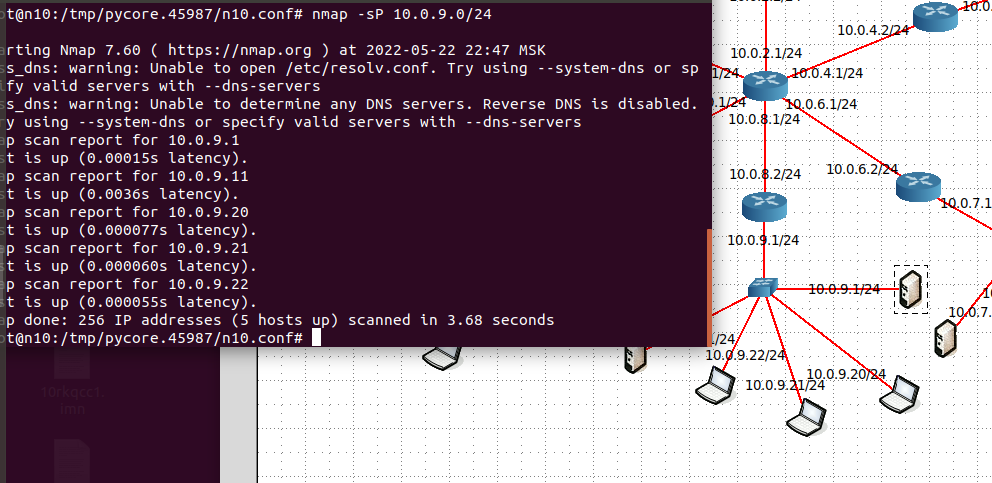 t@n10:/tmp/pycore.45987/n10.conf# nmap -sP 10.0.9.0/24
rting Nmap 7.60 ( https://nmap.org ) at 2022-05-22 22:47 MSK
s_dns: warning: Unable to open /etc/resolv.conf. Try using --system-dns or sp
ify valid servers with --dns-servers
s_dns: warning: Unable to determine any DNS servers. Reverse DNS is disabled.
y using --system-dns or specify valid servers with --dns-servers
p scan report for 10.0.9.1
t is up (0.00015s latency).
p scan report for 10.0.9.11
t is up (0.0036s latency).
p scan report for 10.0.9.20
t is up (0.000077s latency).
p scan report for 10.0.9.21
t is up (0.000060s latency).
p scan report for 10.0.9.22
t is up (0.000055s latency).
p done: 256 IP addresses (5 hosts up) scanned in 3.68 seconds
t@n10:/tmp/pycore.45987/n10.conf#
10rkqcc1.
imn
10.0.4.2/24
10.0.2.1/24
10.0.4.1/24
10.0.6.1/24
10.0.8.1/24
10.0.6.2/24
10.0.8.2/24
10.0.7.1
10.0.9.1/24
10.0.9.1/24
10.0.7.
/24
10.0.9.22/24
10.0.9.21/24
10.0.9.20/24